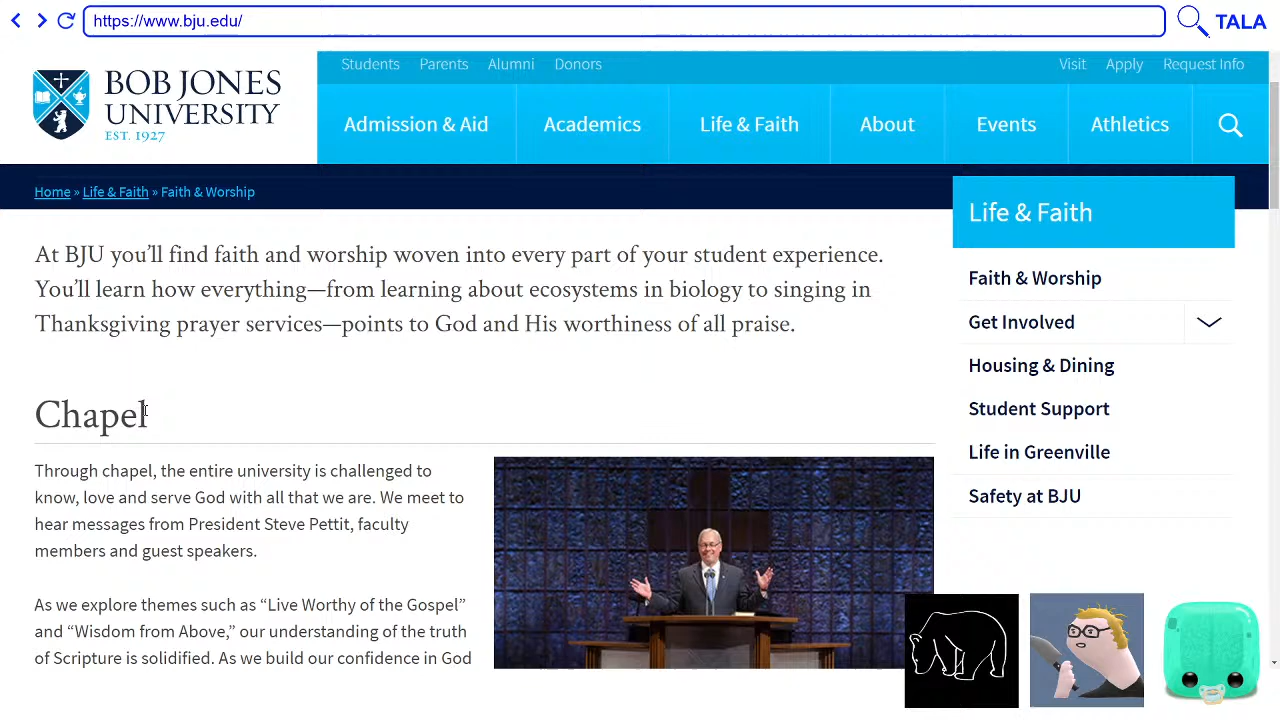 https://www.bju.edu/
TALA
Students Parents Alumni Donors Visit Apply Request Info
BOB JONES
UNIVERSITY
EST. 1927
Admission & Aid Academics Life & Faith About Events Athletics
Home » Life & Faith » Faith & Worship
Life & Faith
At BJU you’ll find faith and worship woven into every part of your student experience.
You’ll learn how everything—from learning about ecosystems in biology to singing in
Thanksgiving prayer services—points to God and His worthiness of all praise.
Faith & Worship
Get Involved
Housing & Dining
Student Support
Life in Greenville
Safety at BJU
Chapel
Through chapel, the entire university is challenged to
know, love and serve God with all that we are. We meet to
hear messages from President Steve Pettit, faculty
members and guest speakers.
As we explore themes such as “Live Worthy of the Gospel”
and “Wisdom from Above,” our understanding of the truth
of Scripture is solidified. As we build our confidence in God